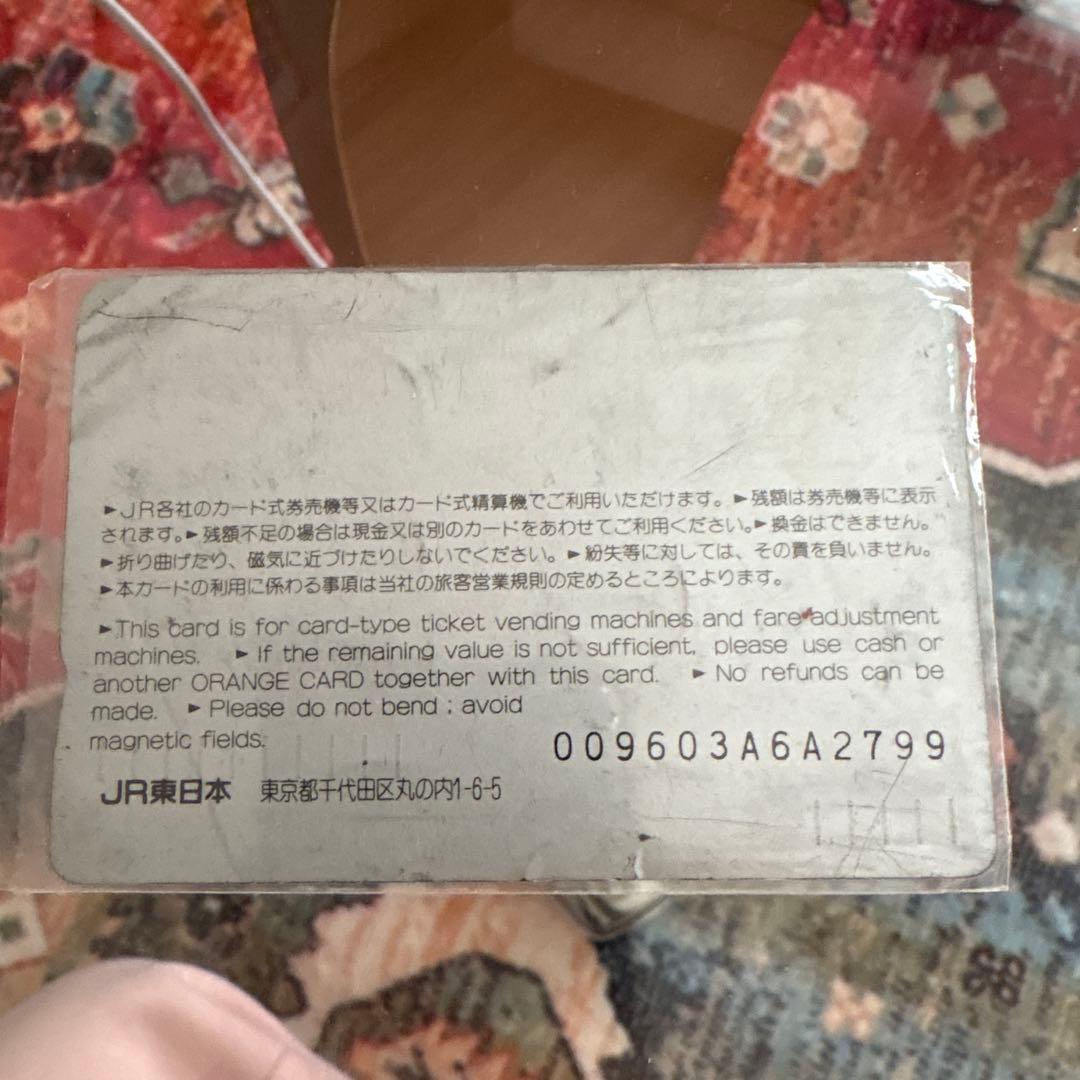 ►JR各社のカード式券売機等又はカード式精算機でご利用いただけます。►残額は券売機等に表示
されます。►残額不足の場合は現金又は別のカードをあわせてご利用ください。►換金はできません。
►折り曲げたり、磁気に近づけたりしないでください。►紛失等に対しては、その責を負いません。
►本カードの利用に係わる事項は当社の旅客営業規則の定めるところによります。
►This card is for card-type ticket vending machines and fare adjustment
machines. ►If the remaining value is not sufficient, please use cash or
another ORANGE CARD together with this card. ►No refunds can be
made. ►Please do not bend : avoid
magnetic fields.
009603A6A2799
JR東日本 東京都千代田区丸の内1-6-5